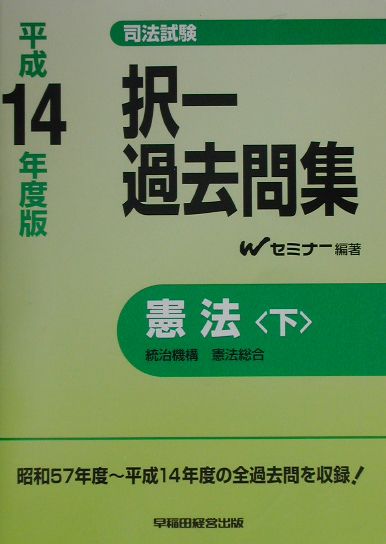 司法試験
平成
14
年度版
択一
過去問集
Wセミナー編著
憲法〈下〉
統治機構 憲法総合
昭和57年度～平成14年度の全過去問を収録!
早稲田経営出版